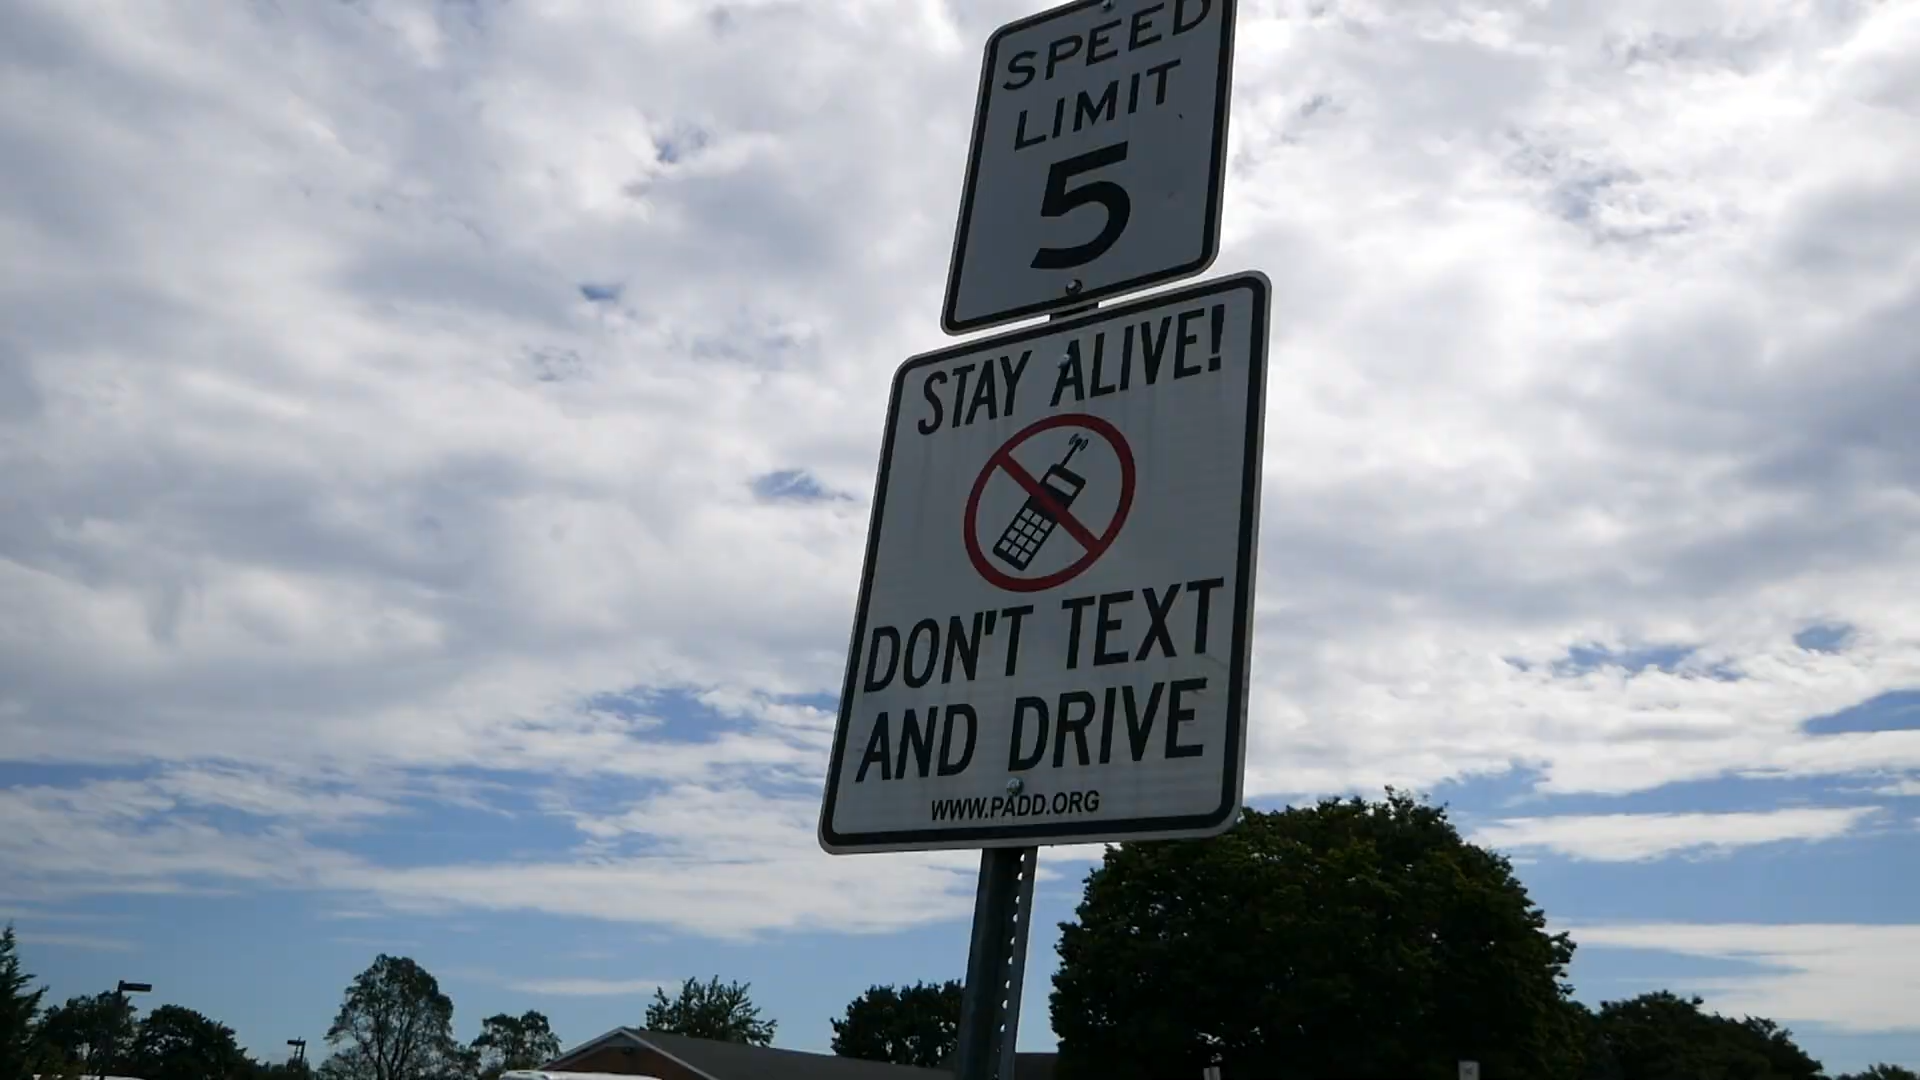 SPEED
LIMIT
5
STAY ALIVE!
DON'T TEXT
AND DRIVE
WWW.PADD.ORG